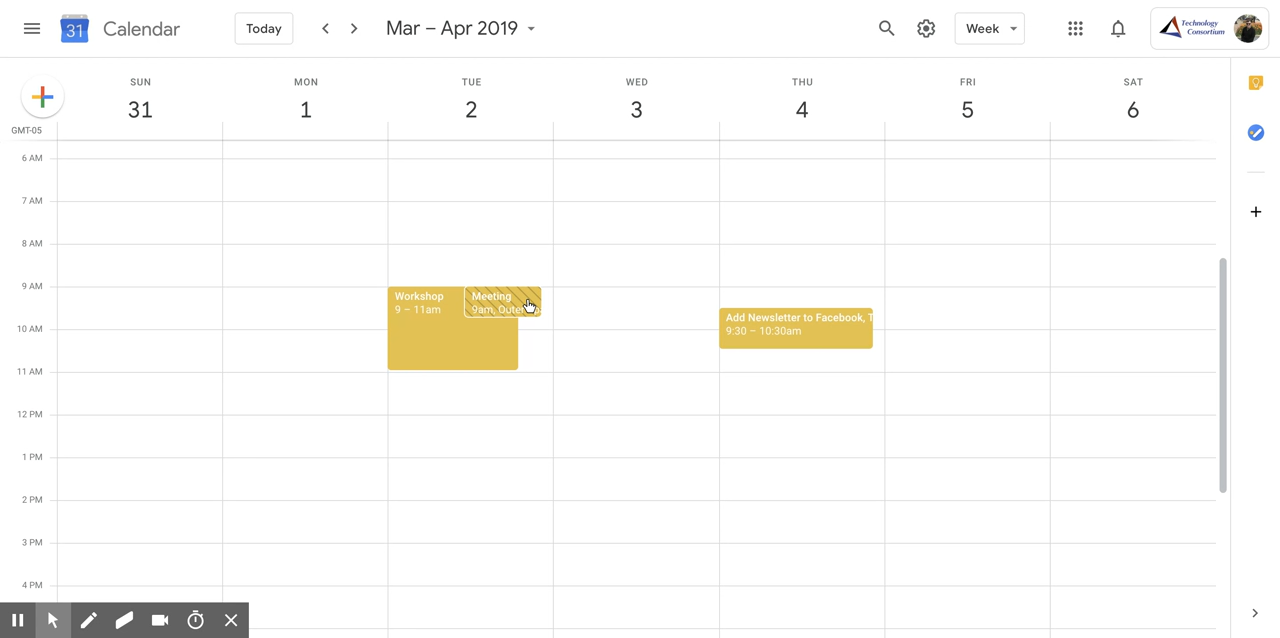 31 Calendar
Today
Mar – Apr 2019
Week
Technology
Consortium
SUN MON TUE WED THU FRI SAT
31 1 2 3 4 5 6
GMT-05
6 AM
7 AM
8 AM
9 AM
Workshop
9 – 11am
Meeting
9am,
Add Newsletter to Facebook, T
9:30 – 10:30am
10 AM
11 AM
12 PM
1 PM
2 PM
3 PM
4 PM